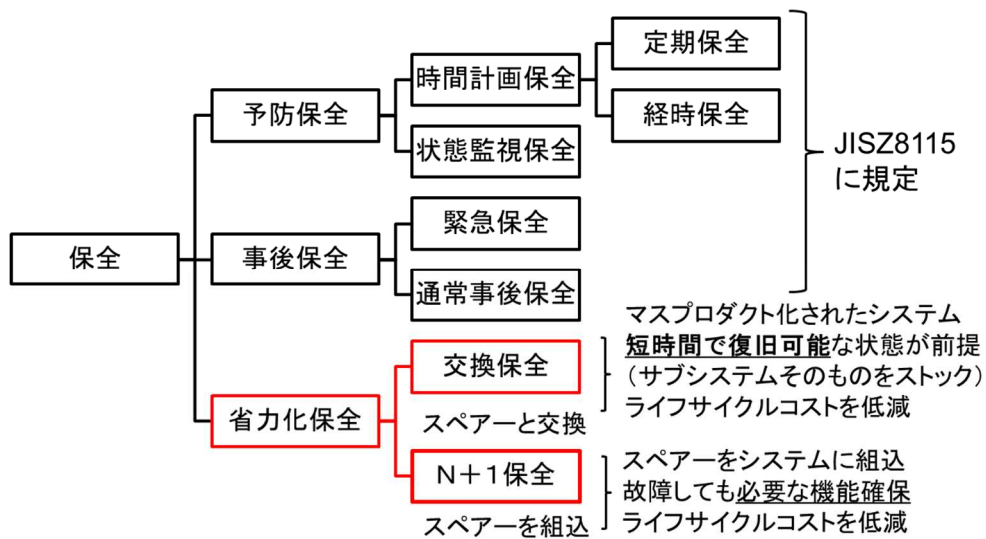 保全
予防保全
時間計画保全
定期保全
経時保全
状態監視保全
事後保全
緊急保全
通常事後保全
JISZ8115
に規定
省力化保全
交換保全
スペアーと交換
マスプロダクト化されたシステム
短時間で復旧可能な状態が前提
（サブシステムそのものをストック）
ライフサイクルコストを低減
N＋1保全
スペアーを組込
スペアーをシステムに組込
故障しても必要な機能確保
ライフサイクルコストを低減